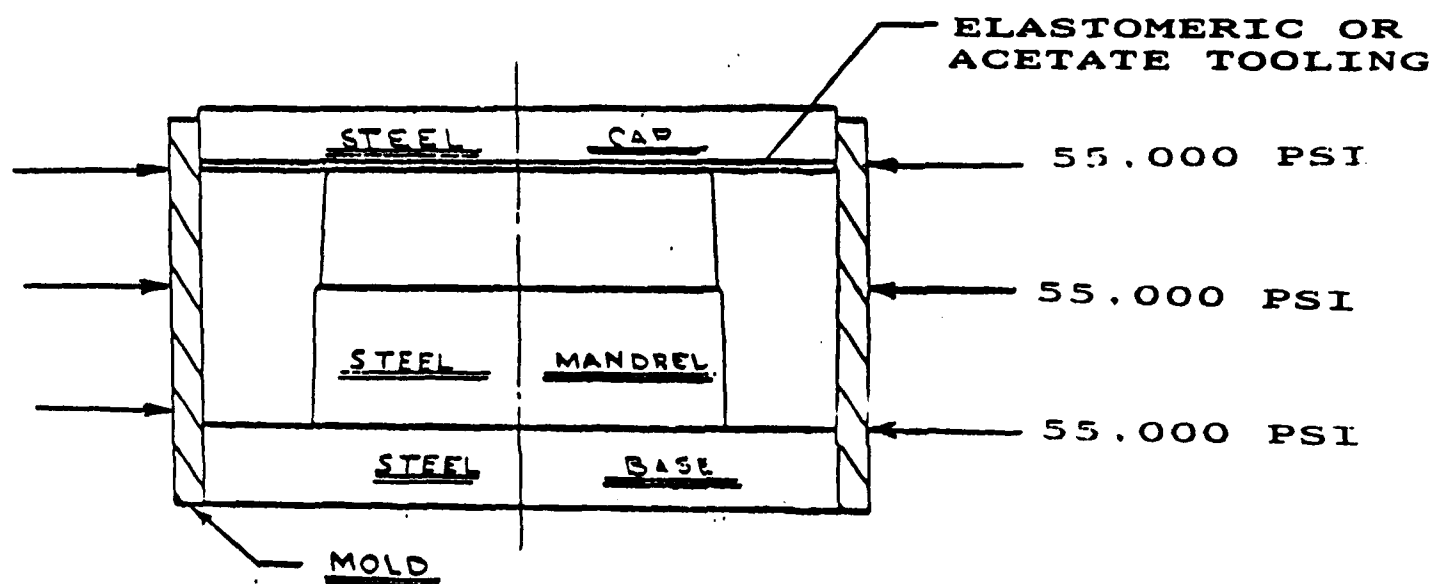 ELASTOMERIC OR
ACETATE TOOLING
STEEL CAP
55.000 PSI
55.000 PSI
STEEL MANDREL
55.000 PSI
STEEL BASE
MOLD